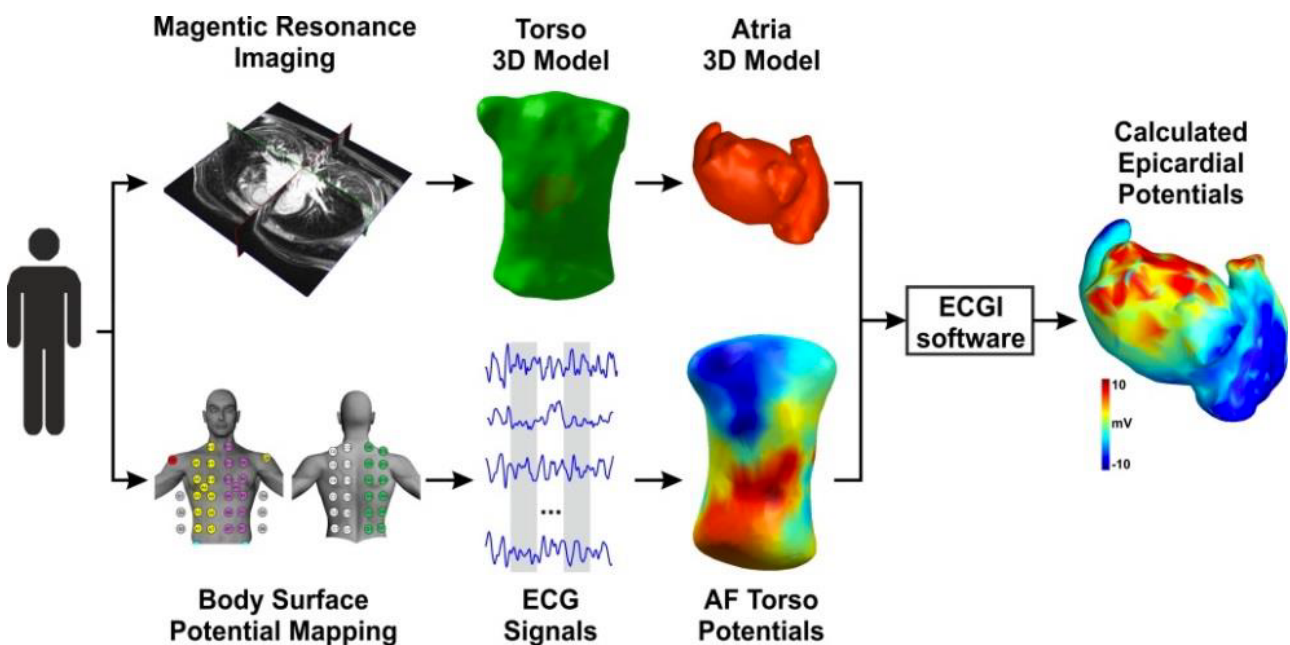 Magentic Resonance
Imaging
Torso
3D Model
Atria
3D Model
Calculated
Epicardial
Potentials
ECGI
software
10
mV
-10
...
Body Surface
Potential Mapping
ECG
Signals
AF Torso
Potentials